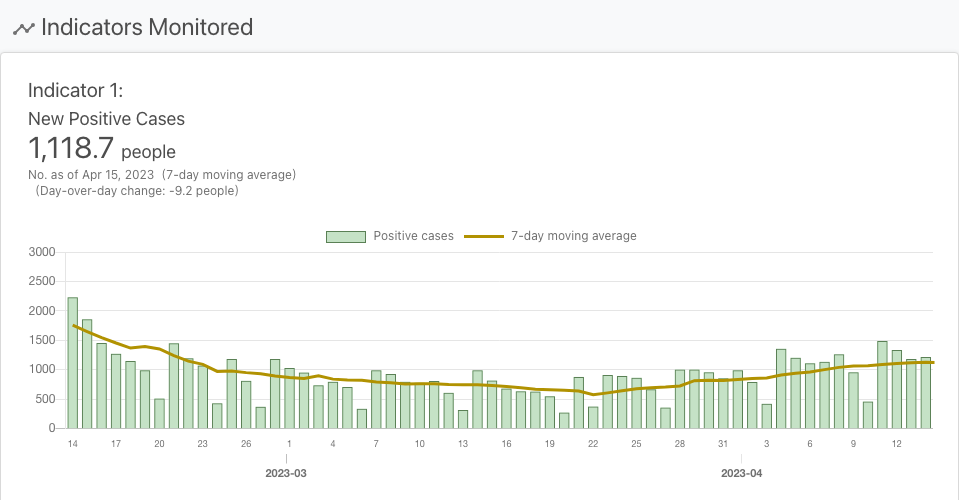 Indicators Monitored
Indicator 1:
New Positive Cases
1,118.7 people
No. as of Apr 15, 2023 (7-day moving average)
(Day-over-day change: -9.2 people)
Positive cases 7-day moving average
3000
2500
2000
1500
1000
500
0
14 17 20 23 26 1 4 7 10 13 16 19 22 25 28 31 3 6 9 12
2023-03 2023-04